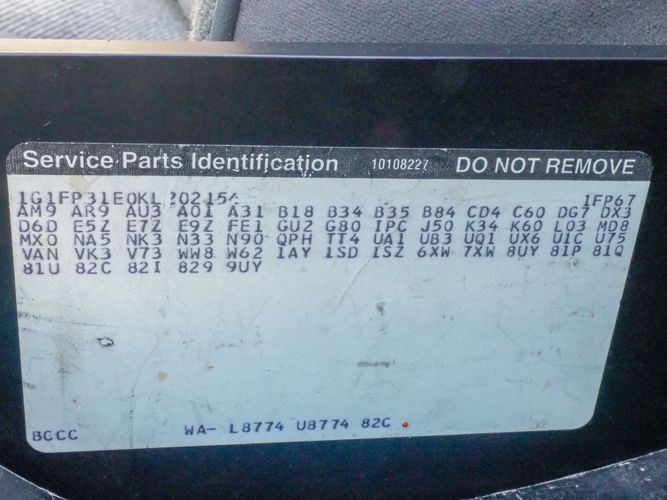 Service Parts Identification 10108227 DO NOT REMOVE
1G1FP31E0KL202154 1FP67
AM9 AR9 AU3 A01 A31 B18 B34 B35 B84 CD4 C60 DG7 DX3
D6D E5Z E7Z E9Z FE1 GU2 G80 IPC J50 K34 K60 L03 MD8
MX0 NA5 NK3 N33 N90 QPH TT4 UA1 UB3 UQ1 UX6 U1C U75
VAN VK3 V73 WW8 W62 1AY 1SD ISZ 6XW 7XW 8UY 81P 81Q
81U 82C 82I 829 9UY
BCCC WA- L8774 U8774 82C